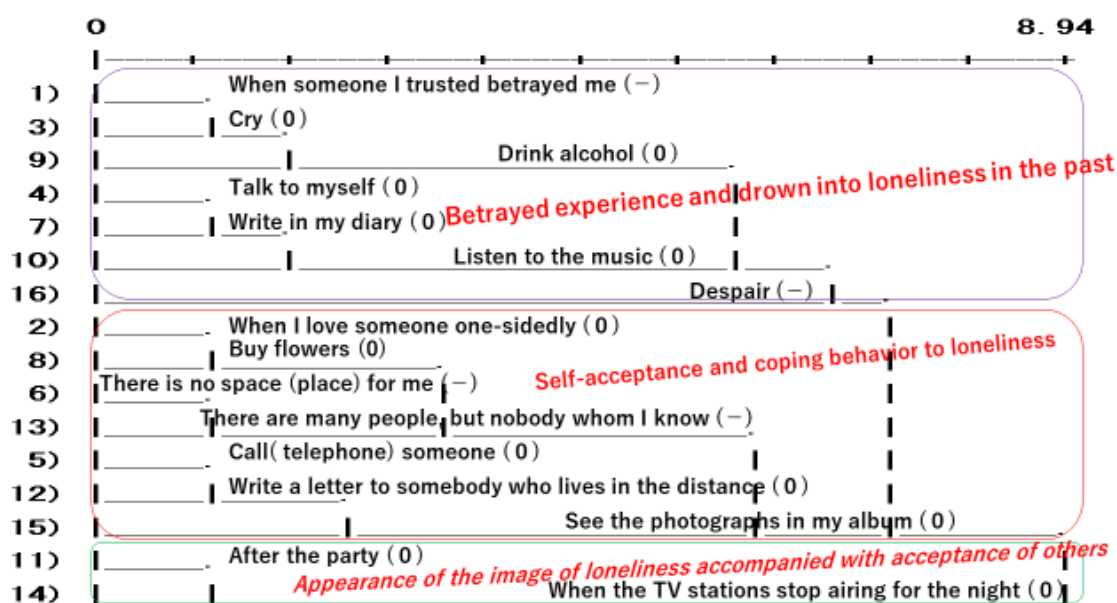 0 8.94
1) When someone I trusted betrayed me (−)
3) Cry (0)
9) Drink alcohol (0)
4) Talk to myself (0)
Betrayed experience and drown into loneliness in the past
7) Write in my diary (0)
10) Listen to the music (0)
16) Despair (−)
2) When I love someone one-sidedly (0)
8) Buy flowers (0)
Self-acceptance and coping behavior to loneliness
6) There is no space (place) for me (−)
13) There are many people, but nobody whom I know (−)
5) Call( telephone) someone (0)
12) Write a letter to somebody who lives in the distance (0)
15) See the photographs in my album (0)
11) After the party (0)
Appearance of the image of loneliness accompanied with acceptance of others
14) When the TV stations stop airing for the night (0)